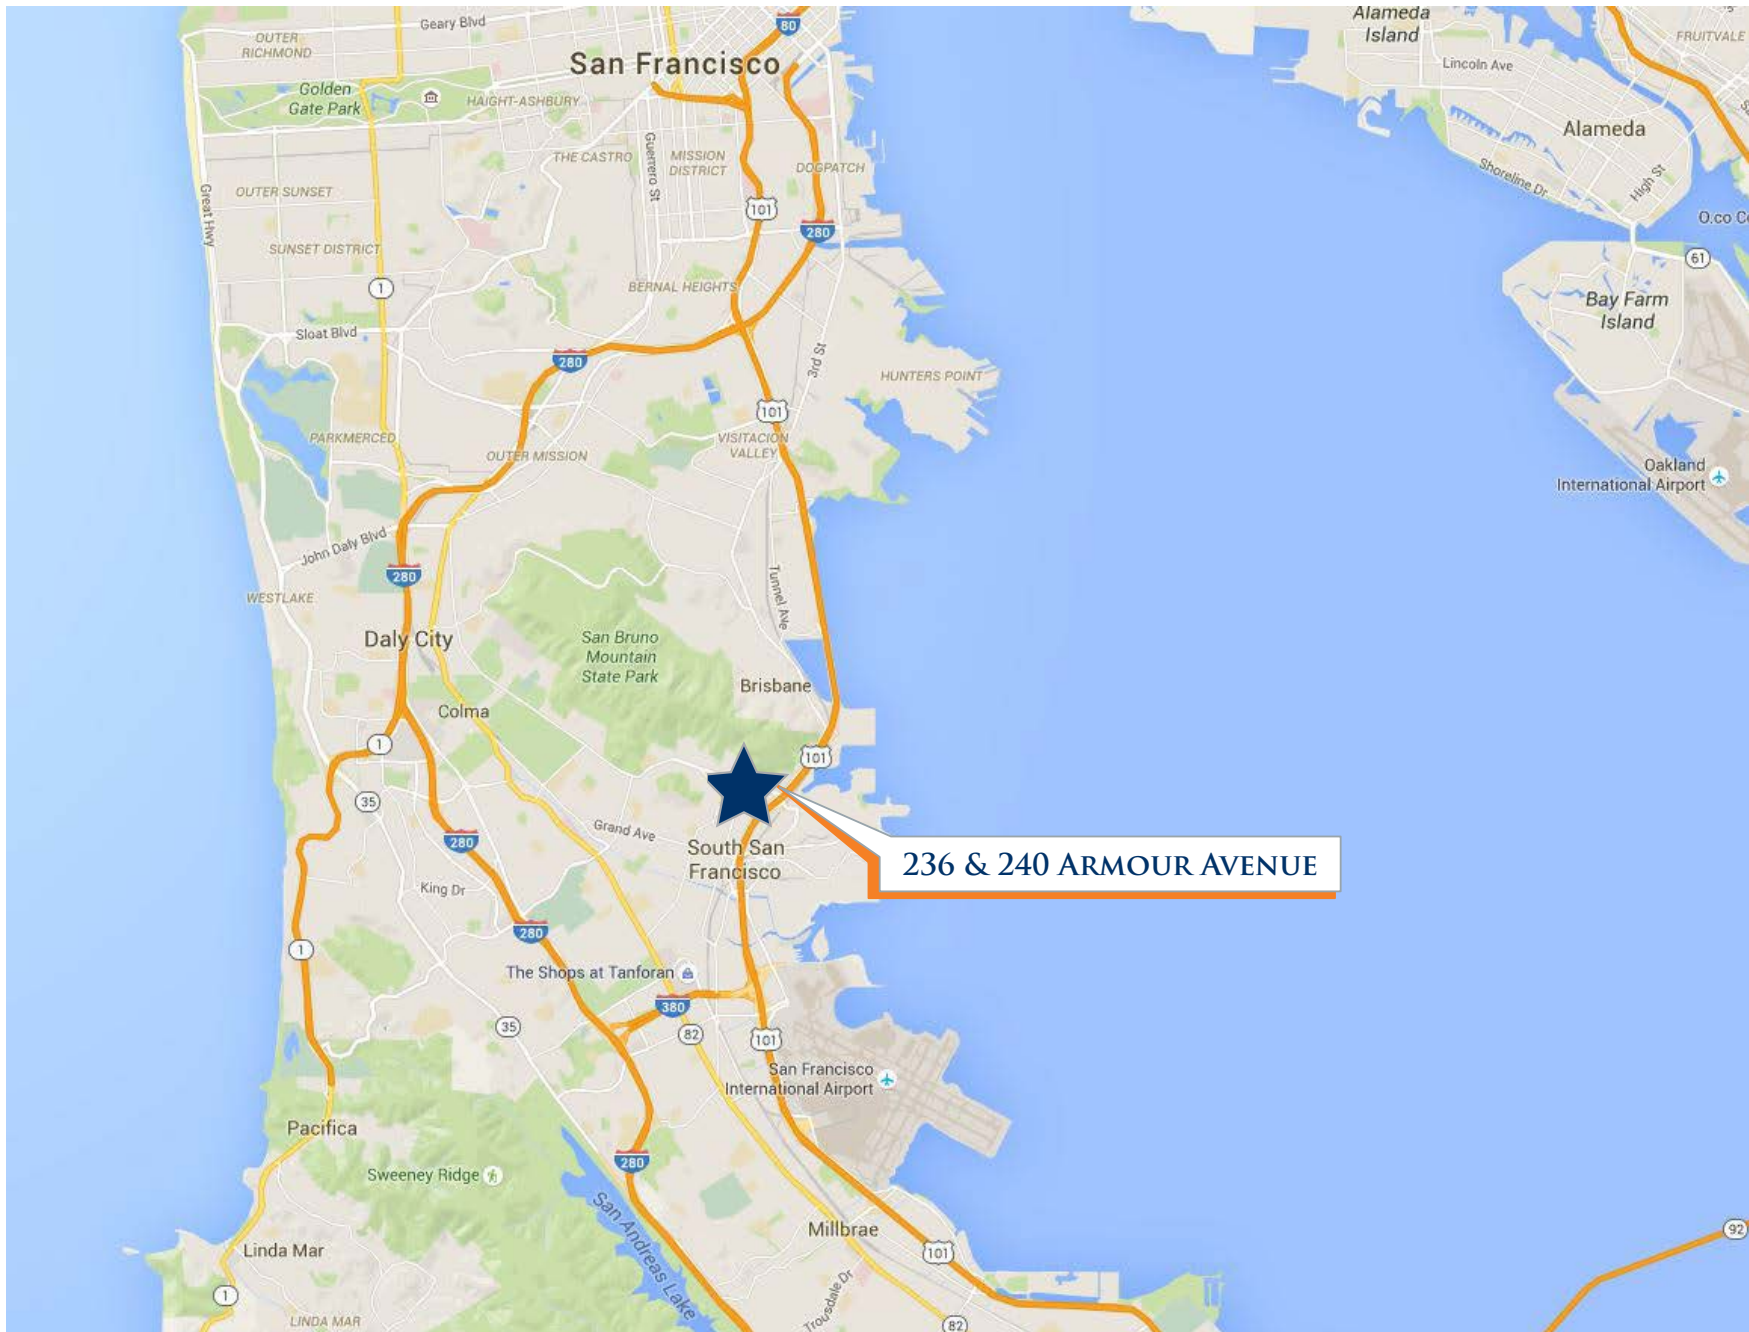 Geary Blvd
80
Alameda
Island
FRUITVALE
OUTER
RICHMOND
San Francisco
Lincoln Ave
Golden
Gate Park
HAIGHT-ASHBURY
Alameda
THE CASTRO
Guerrero St
MISSION
DISTRICT
DOGPATCH
Shoreline Dr
High St
OUTER SUNSET
Great Hwy
101
280
O.co Co
SUNSET DISTRICT
61
1
BERNAL HEIGHTS
Bay Farm
Island
Sloat Blvd
280
3rd St
HUNTERS POINT
101
PARKMERCED
VISITACION
VALLEY
OUTER MISSION
Oakland
International Airport
John Daly Blvd
280
Tunnel Ave
WESTLAKE
Daly City
San Bruno
Mountain
State Park
Brisbane
Colma
1
101
35
Grand Ave
280
South San
Francisco
236 & 240 ARMOUR AVENUE
King Dr
280
1
The Shops at Tanforan
380
35
82
101
San Francisco
International Airport
Pacifica
280
Sweeney Ridge
San Andreas Lake
Millbrae
92
Linda Mar
101
1
Trousdale Dr
LINDA MAR
82